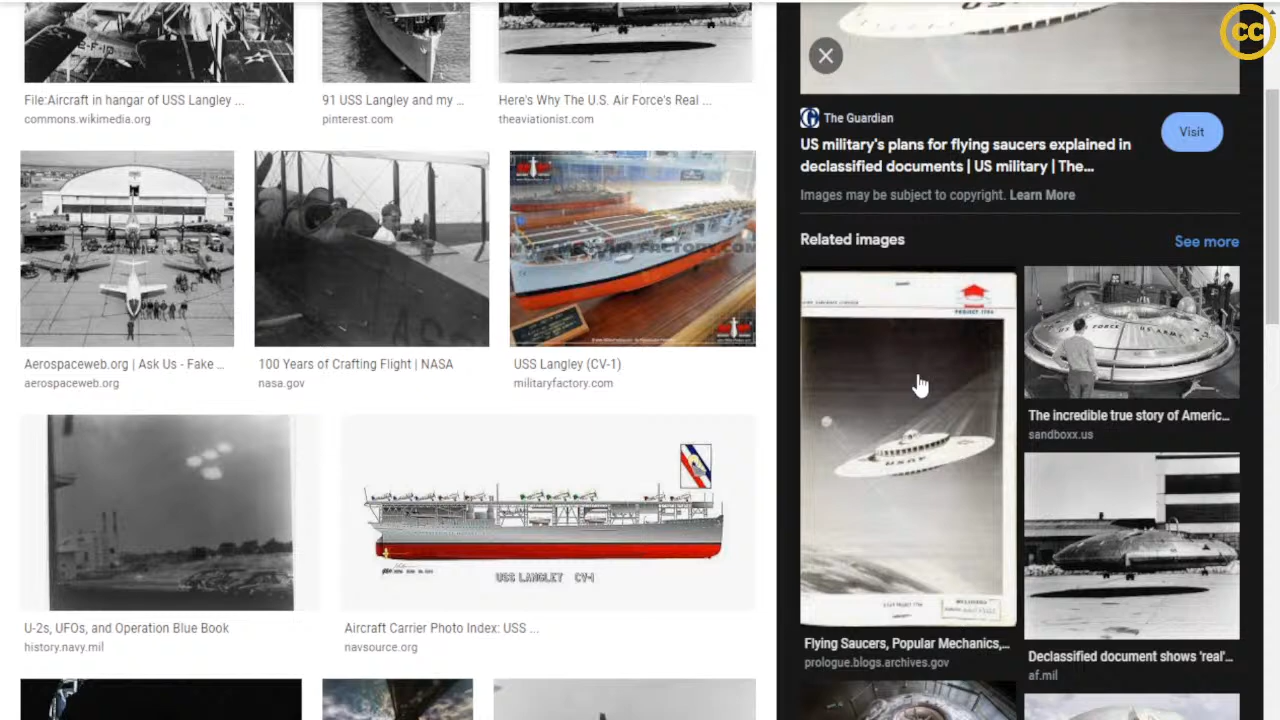 CC
File:Aircraft in hangar of USS Langley ...
commons.wikimedia.org
91 USS Langley and my ...
pinterest.com
Here's Why The U.S. Air Force's Real ...
theaviationist.com
Aerospaceweb.org | Ask Us - Fake ...
aerospaceweb.org
100 Years of Crafting Flight | NASA
nasa.gov
USS Langley (CV-1)
militaryfactory.com
USS LANGLEY CV-1
U-2s, UFOs, and Operation Blue Book
history.navy.mil
Aircraft Carrier Photo Index: USS ...
navsource.org
The Guardian
Visit
US military's plans for flying saucers explained in
declassified documents | US military | The...
Images may be subject to copyright. Learn More
Related images
See more
PROJECT 1794
USAF
The incredible true story of Americ...
sandboxx.us
Flying Saucers, Popular Mechanics,...
prologue.blogs.archives.gov
Declassified document shows 'real'...
af.mil